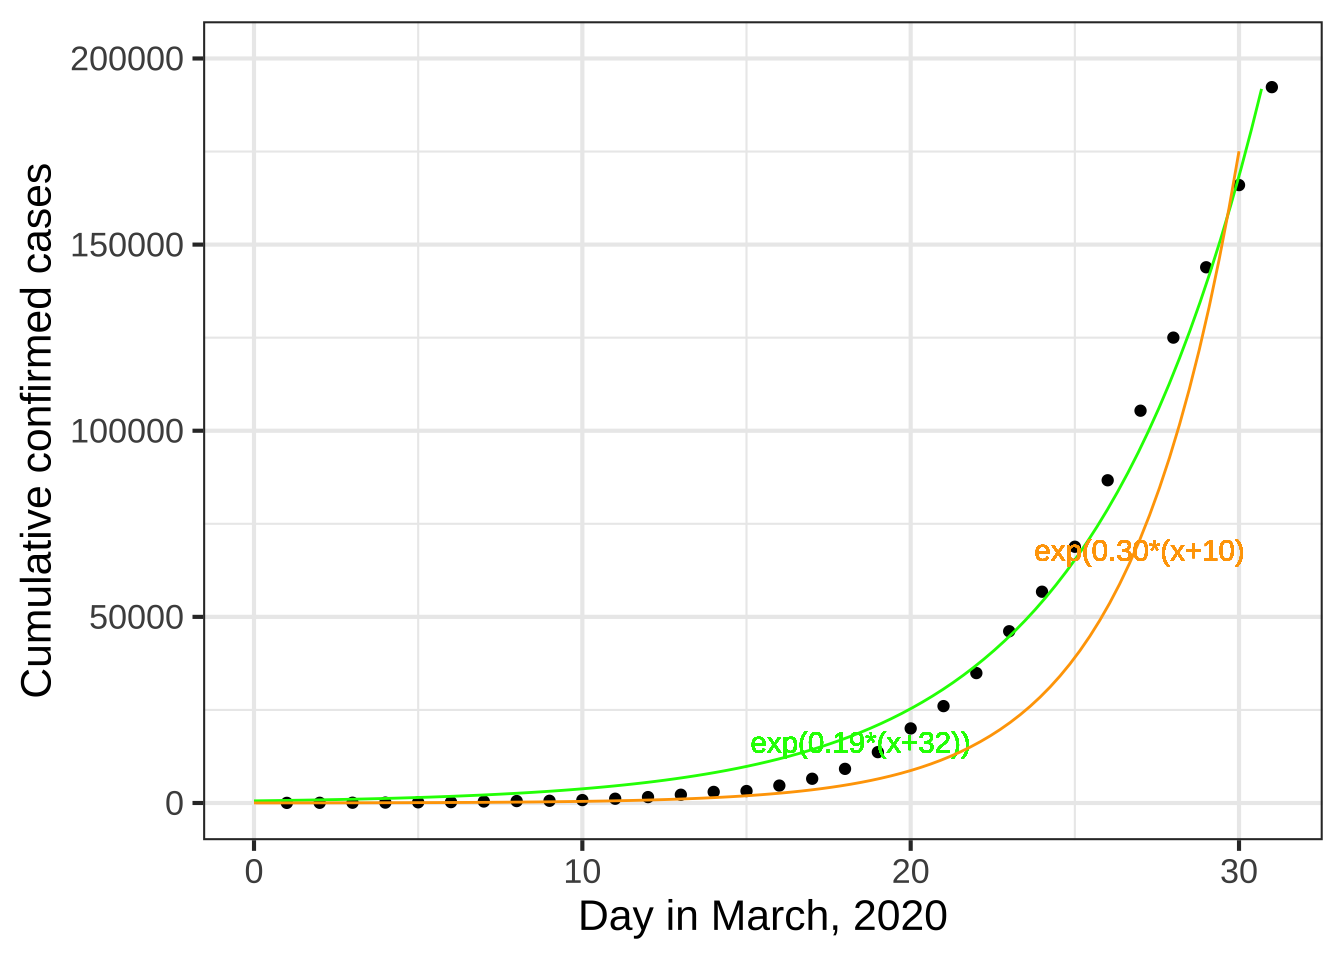 200000
150000
100000
50000
0
Cumulative confirmed cases
exp(0.30*(x+10)
exp(0.19*(x+32))
0 10 20 30
Day in March, 2020